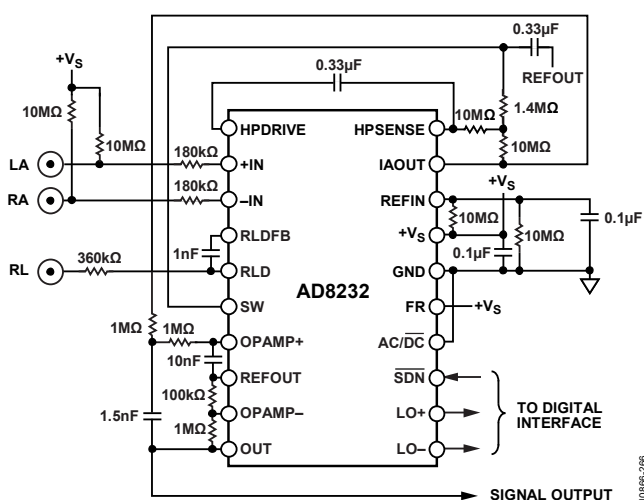 0.33µF
+VS
0.33µF
REFOUT
10MΩ
10MΩ
HPDRIVE
HPSENSE
10MΩ
1.4MΩ
LA
180kΩ
+IN
IAOUT
10MΩ
+VS
RA
180kΩ
–IN
REFIN
10MΩ
0.1µF
RLDFB
+VS
1nF
0.1µF
10MΩ
RL
360kΩ
RLD
GND
AD8232
SW
FR
+VS
1MΩ
1MΩ
OPAMP+
AC/DC
10nF
REFOUT
SDN
100kΩ
TO DIGITAL
INTERFACE
1.5nF
OPAMP–
LO+
1MΩ
OUT
LO–
SIGNAL OUTPUT